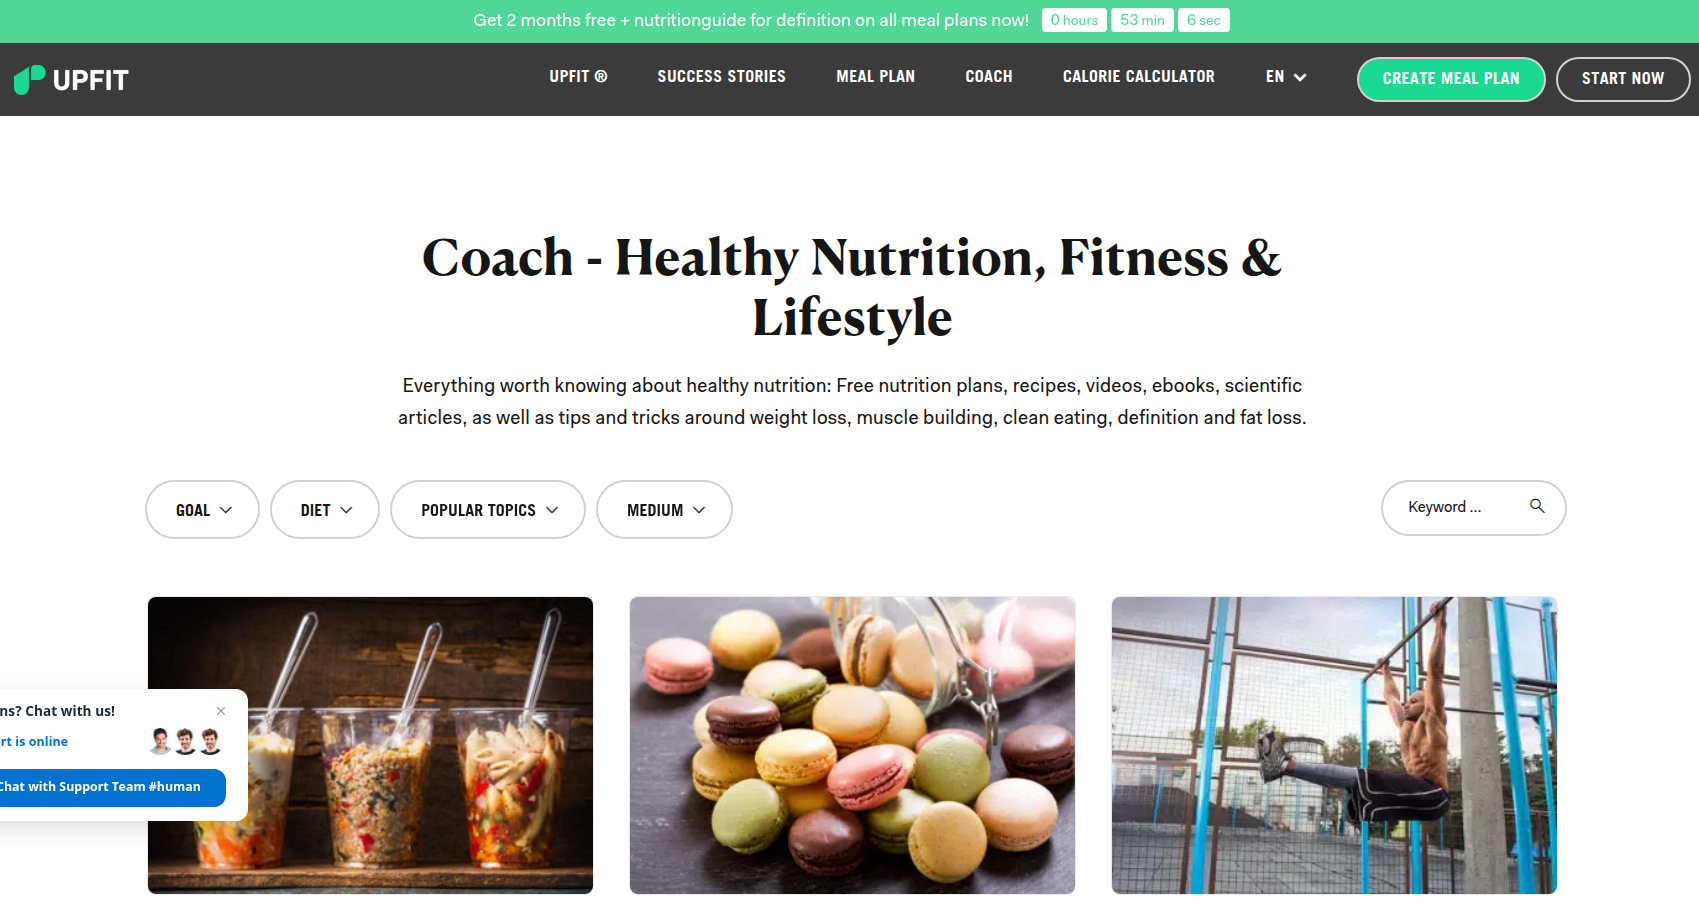 Get 2 months free + nutritionguide for definition on all meal plans now! 0 hours 53 min 6 sec
UPFIT UPFIT ® SUCCESS STORIES MEAL PLAN COACH CALORIE CALCULATOR EN CREATE MEAL PLAN START NOW
Coach - Healthy Nutrition, Fitness &
Lifestyle
Everything worth knowing about healthy nutrition: Free nutrition plans, recipes, videos, ebooks, scientific
articles, as well as tips and tricks around weight loss, muscle building, clean eating, definition and fat loss.
GOAL DIET POPULAR TOPICS MEDIUM Keyword ...
ns? Chat with us!
rt is online
Chat with Support Team #human